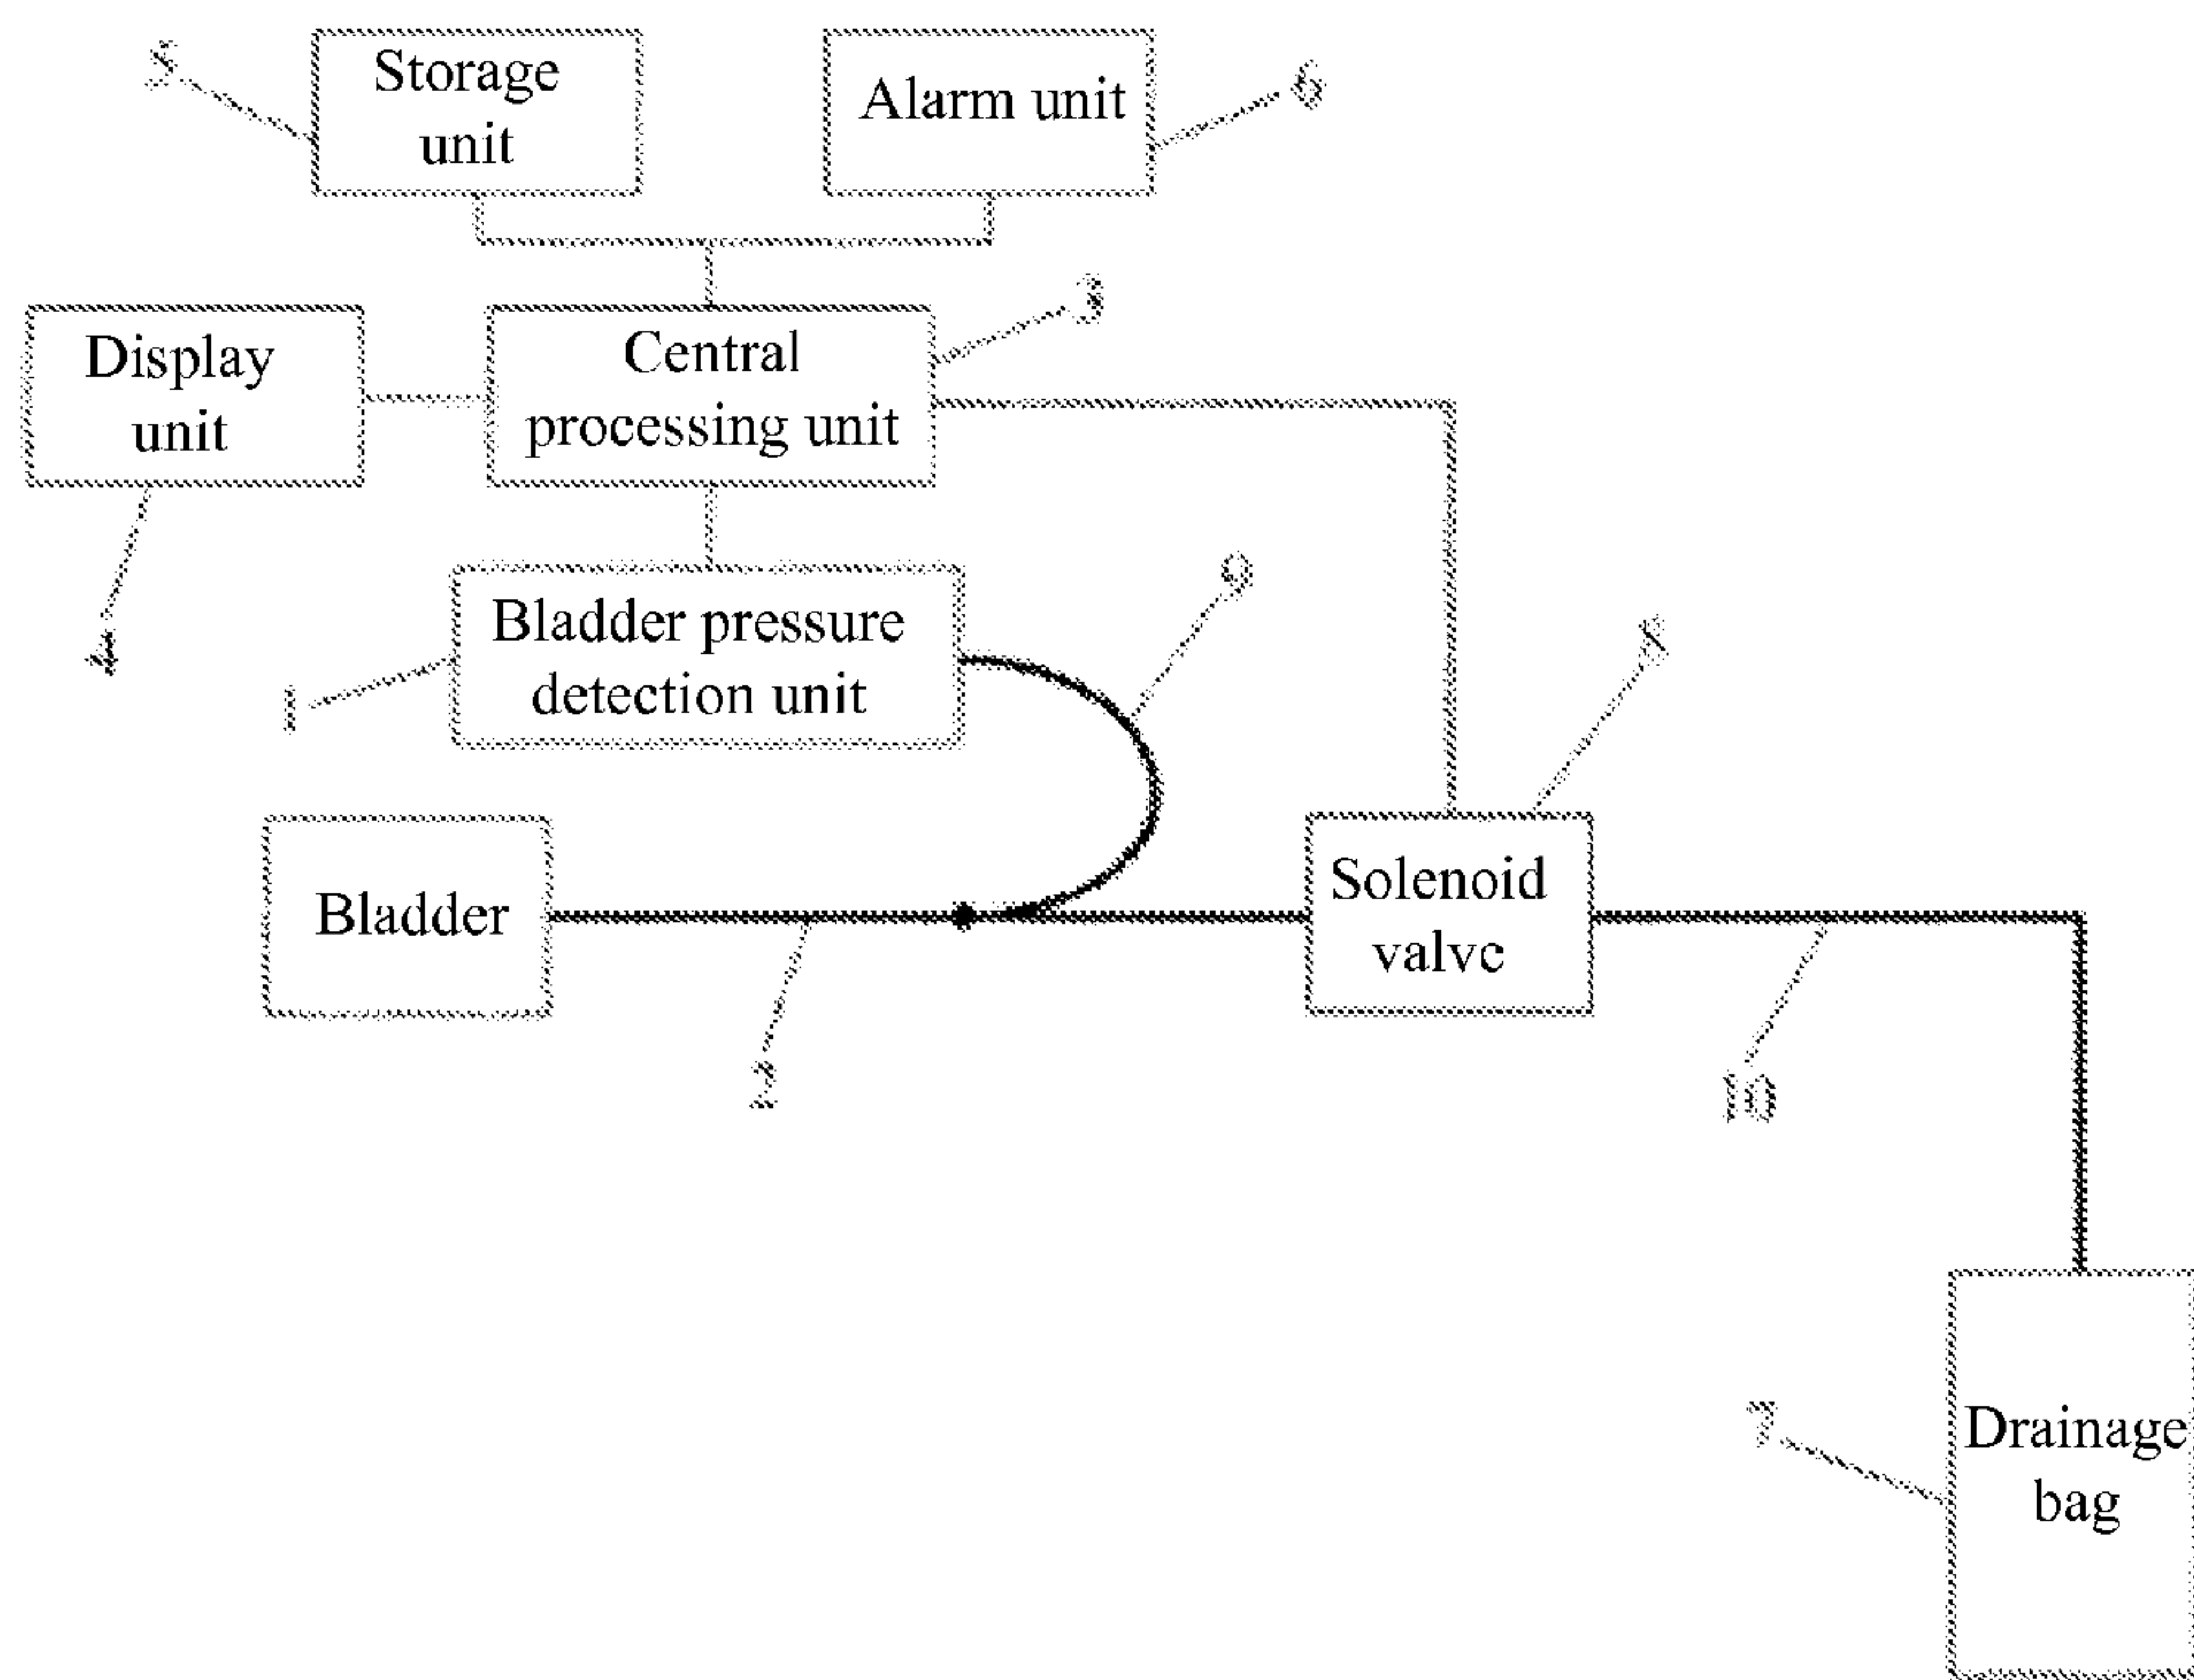 5
Storage
unit
Alarm unit
6
3
Display
unit
Central
processing unit
9
4
1
Bladder pressure
detection unit
8
Bladder
Solenoid
valve
2
10
7
Drainage
bag